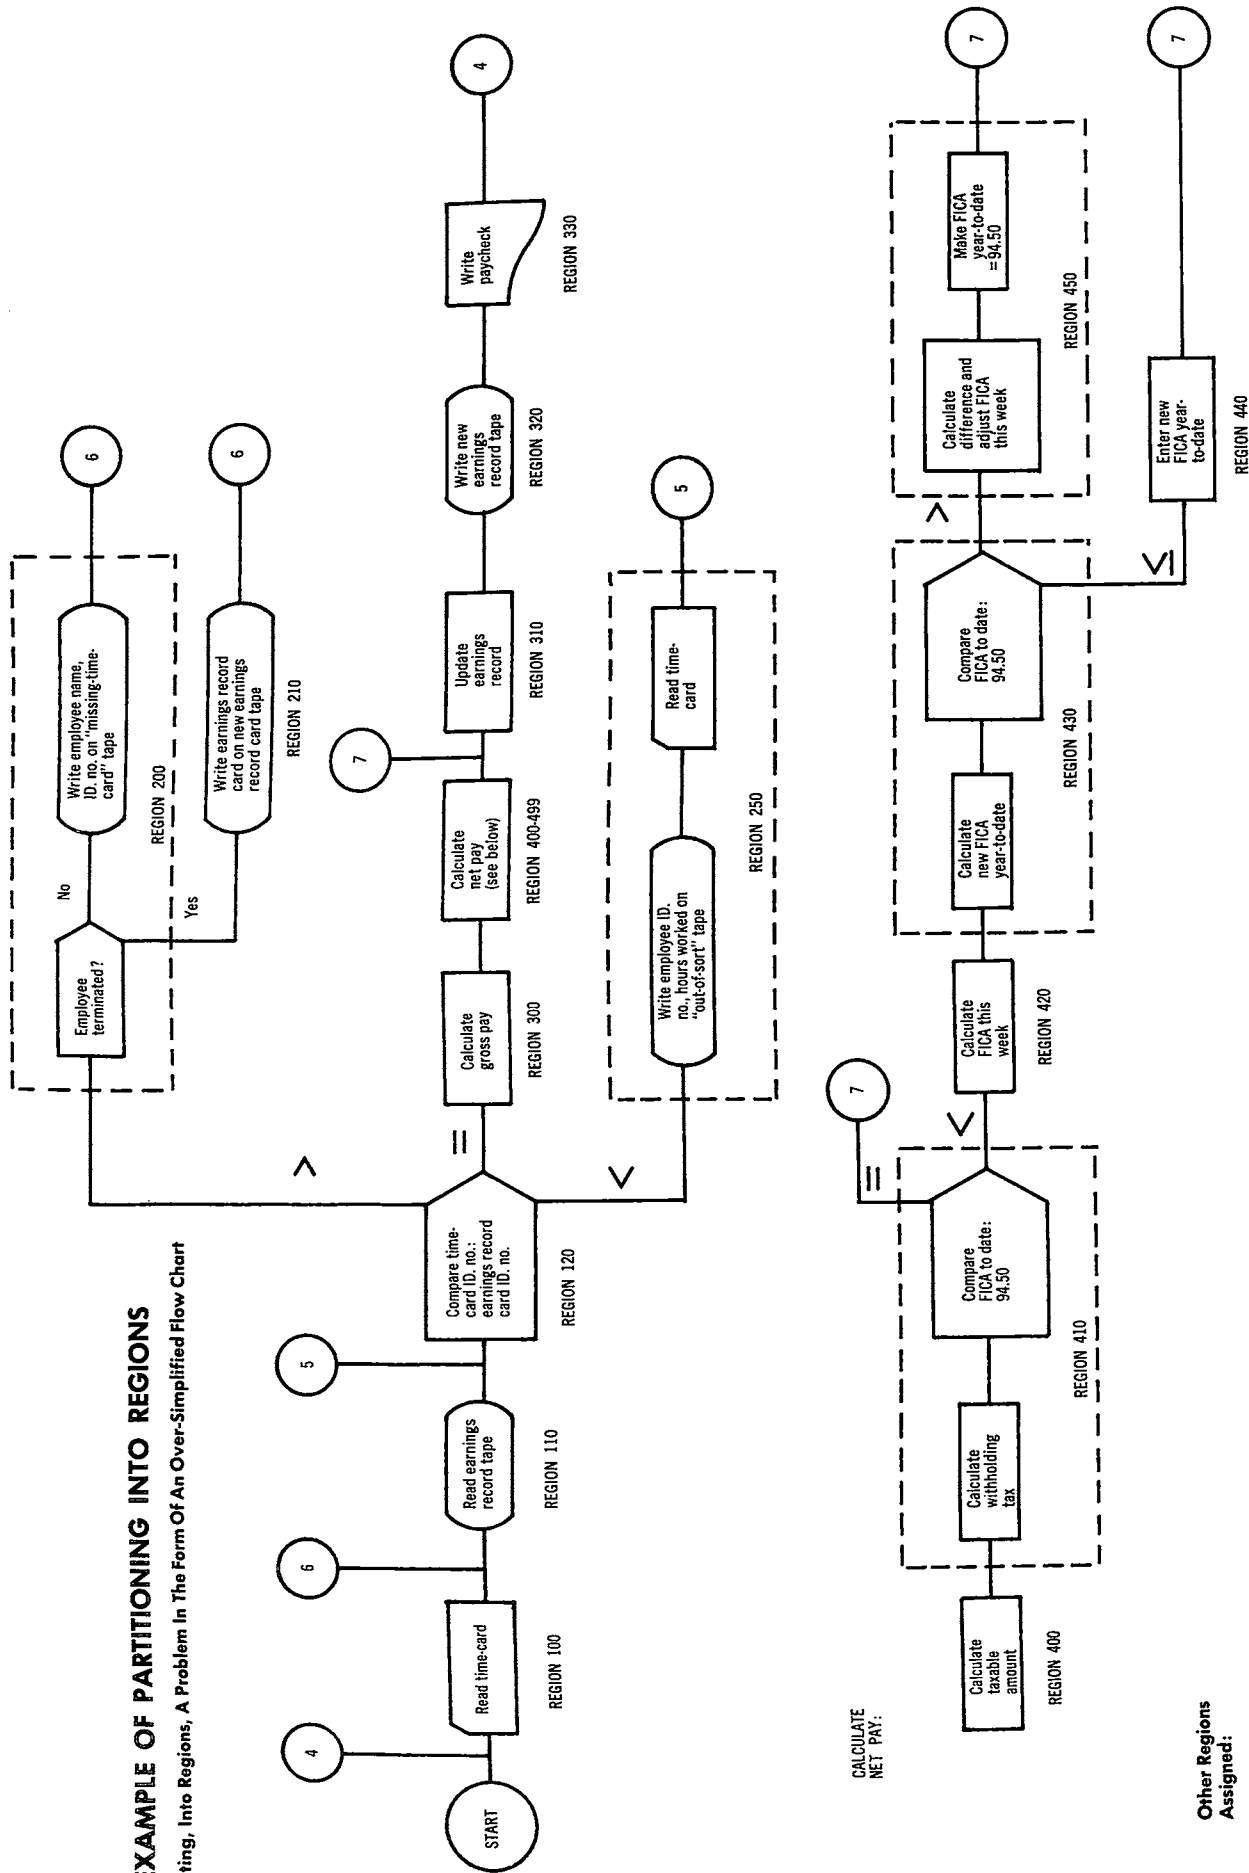 EXAMPLE OF PARTITIONING INTO REGIONS
ting, Into Regions, A Problem In The Form Of An Over-Simplified Flow Chart
START
4
Read time-card
REGION 100
6
Read earnings
record tape
REGION 110
5
Compare time-
card ID. no.:
earnings record
card ID. no.
REGION 120
>
=
<
Employee
terminated?
No
Yes
Write employee name,
ID. no. on "missing-time-
card" tape
REGION 200
6
Write earnings record
card on new earnings
record card tape
REGION 210
6
Calculate
gross pay
REGION 300
Calculate
net pay
(see below)
REGION 400-499
7
Update
earnings
record
REGION 310
Write new
earnings
record tape
REGION 320
Write
paycheck
REGION 330
4
Write employee ID.
no., hours worked on
"out-of-sort" tape
Read time-
card
REGION 250
5
CALCULATE
NET PAY:
Calculate
taxable
amount
REGION 400
Calculate
withholding
tax
Compare
FICA to date:
94.50
REGION 410
=
7
<
Calculate
FICA this
week
REGION 420
Calculate
new FICA
year-to-date
Compare
FICA to date:
94.50
REGION 430
>
≤
Calculate
difference and
adjust FICA
this week
Make FICA
year-to-date
=94.50
REGION 450
7
Enter new
FICA year-
to-date
REGION 440
7
Other Regions
Assigned: